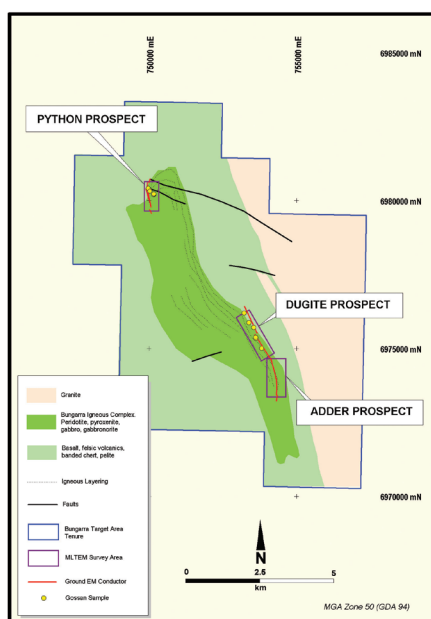 750000 mE
755000 mE
6985000 mN
PYTHON PROSPECT
6980000 mN
DUGITE PROSPECT
6975000 mN
ADDER PROSPECT
6970000 mN
Granite
Bungarra Igneous Complex.
Peridotite, pyroxenite,
gabbro, gabbronorite
Basalt, felsic volcanics,
banded chert, pelite
Igneous Layering
Faults
Bungarra Target Area
Tenure
MLTEM Survey Area
Ground EM Conductor
Gossan Sample
N
0 2.5 5
km
MGA Zone 50 (GDA 94)